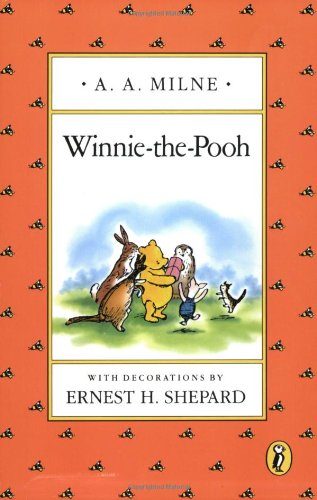 · A. A. MILNE ·
Winnie-the-Pooh
WITH DECORATIONS BY
ERNEST H. SHEPARD